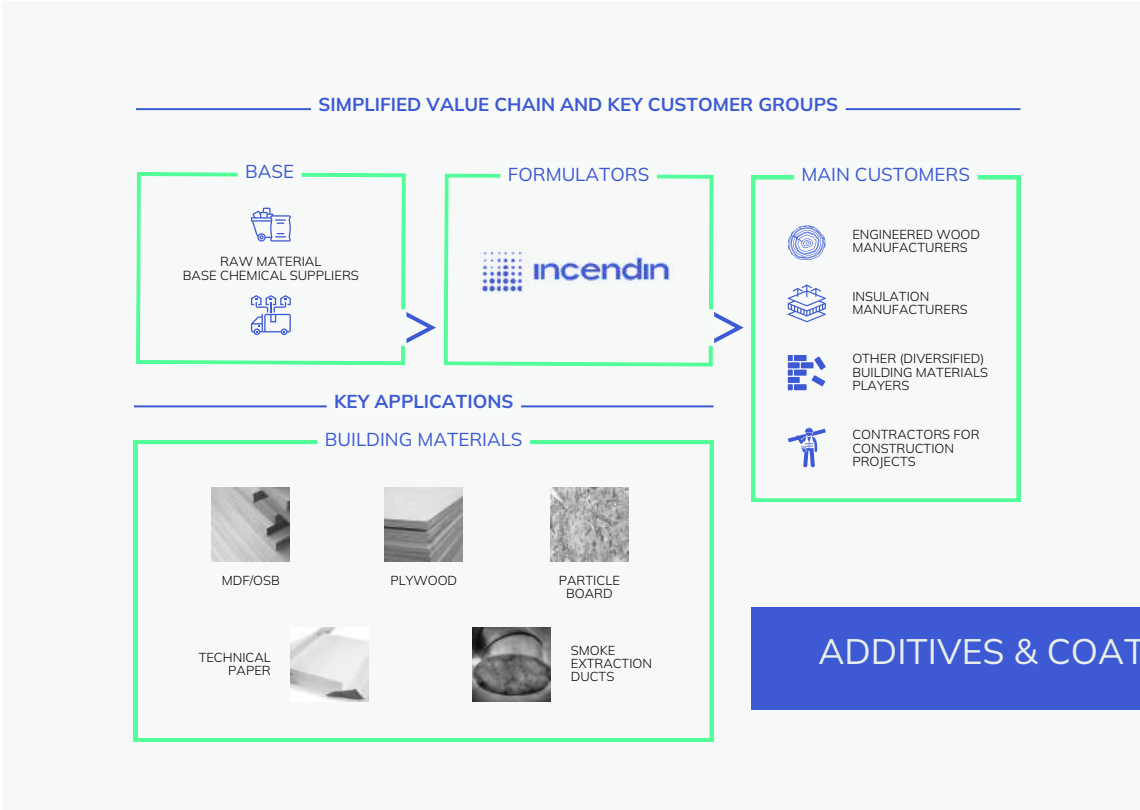 SIMPLIFIED VALUE CHAIN AND KEY CUSTOMER GROUPS
BASE
RAW MATERIAL
BASE CHEMICAL SUPPLIERS
FORMULATORS
incendin
MAIN CUSTOMERS
ENGINEERED WOOD
MANUFACTURERS
INSULATION
MANUFACTURERS
OTHER (DIVERSIFIED)
BUILDING MATERIALS
PLAYERS
CONTRACTORS FOR
CONSTRUCTION
PROJECTS
KEY APPLICATIONS
BUILDING MATERIALS
MDF/OSB
PLYWOOD
PARTICLE
BOARD
TECHNICAL
PAPER
SMOKE
EXTRACTION
DUCTS
ADDITIVES & COAT